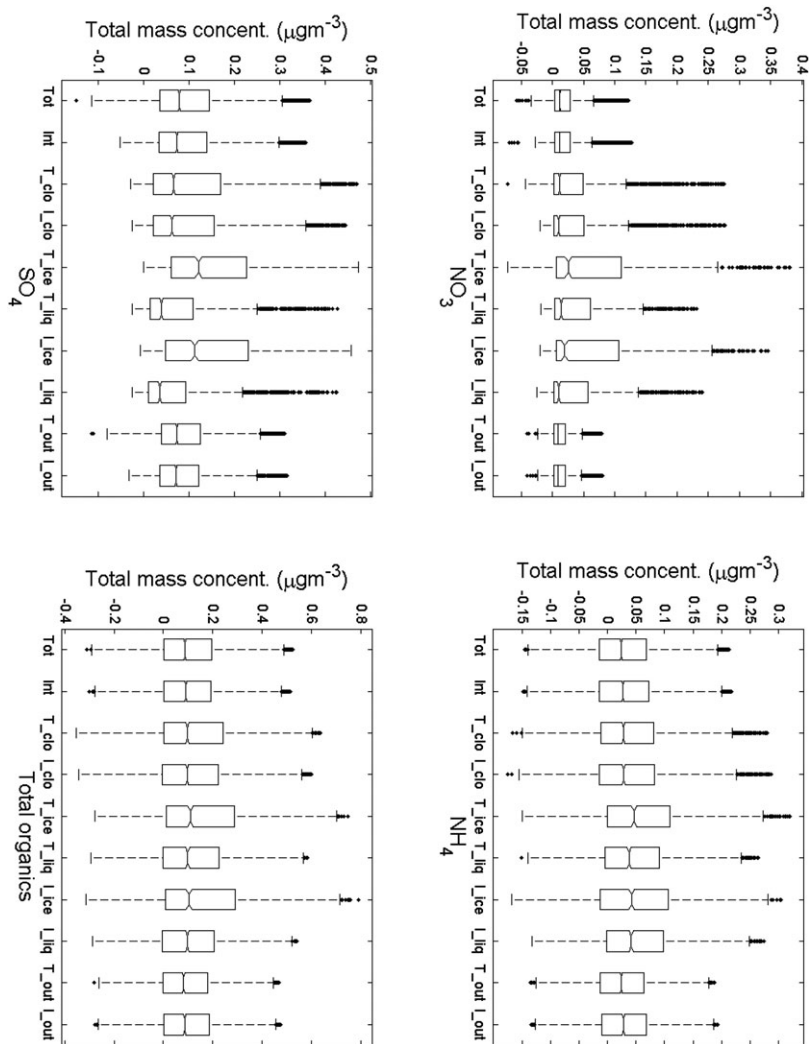 Total mass concent. (μgm⁻³)
0.4
0.35
0.3
0.25
0.2
0.15
0.1
0.05
0
-0.05
Tot Int T_clo I_clo T_ice T_liq I_ice I_liq T_out I_out
NO₃
Total mass concent. (μgm⁻³)
0.3
0.25
0.2
0.15
0.1
0.05
0
-0.05
-0.1
-0.15
Tot Int T_clo I_clo T_ice T_liq I_ice I_liq T_out I_out
NH₄
Total mass concent. (μgm⁻³)
0.5
0.4
0.3
0.2
0.1
0
-0.1
Tot Int T_clo I_clo T_ice T_liq I_ice I_liq T_out I_out
SO₄
Total mass concent. (μgm⁻³)
0.8
0.6
0.4
0.2
0
-0.2
-0.4
Tot Int T_clo I_clo T_ice T_liq I_ice I_liq T_out I_out
Total organics